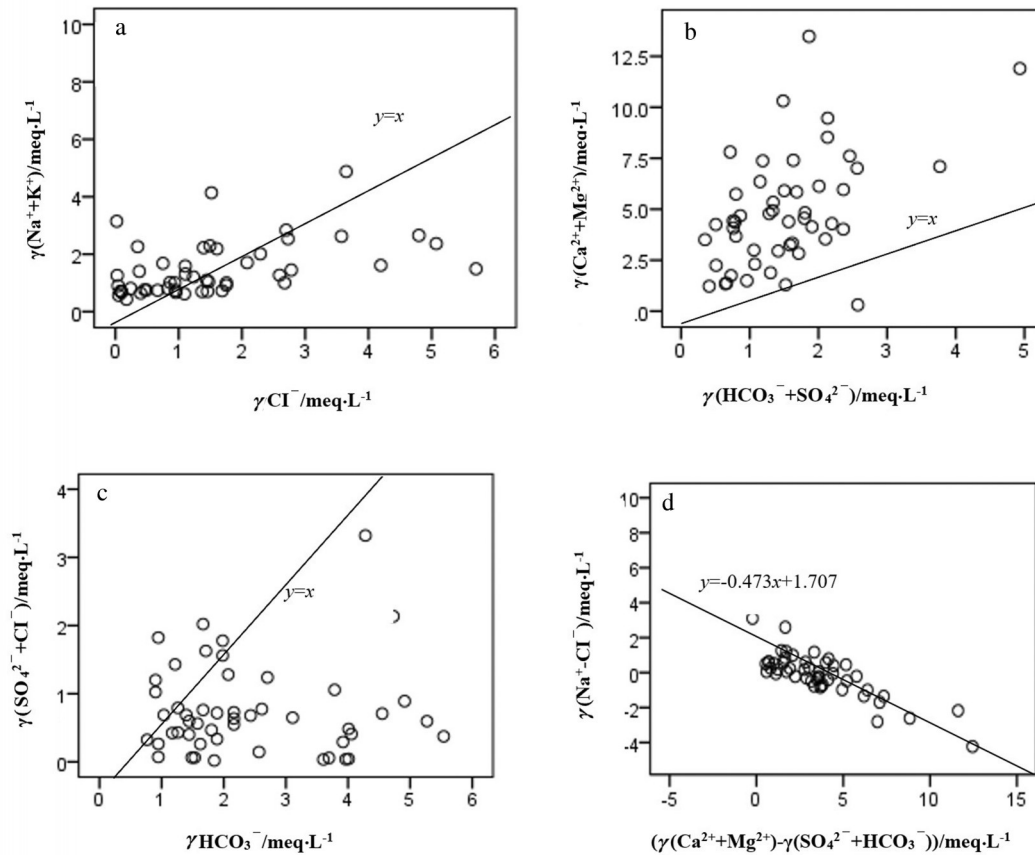 a
10
8
6
4
2
0
y=x
γ(Na⁺+K⁺)/meq·L⁻¹
0 1 2 3 4 5 6
γCI⁻/meq·L⁻¹
b
12.5
10.0
7.5
5.0
2.5
.0
y=x
γ(Ca²⁺+Mg²⁺)/meq·L⁻¹
0 1 2 3 4 5
γ(HCO₃⁻+SO₄²⁻)/meq·L⁻¹
c
4
3
2
1
0
y=x
γ(SO₄²⁻+CI⁻)/meq·L⁻¹
0 1 2 3 4 5 6
γHCO₃⁻/meq·L⁻¹
d
10
8
6
4
2
0
-2
-4
y=-0.473x+1.707
γ(Na⁺-CI⁻)/meq·L⁻¹
-5 0 5 10 15
(γ(Ca²⁺+Mg²⁺)-γ(SO₄²⁻+HCO₃⁻))/meq·L⁻¹